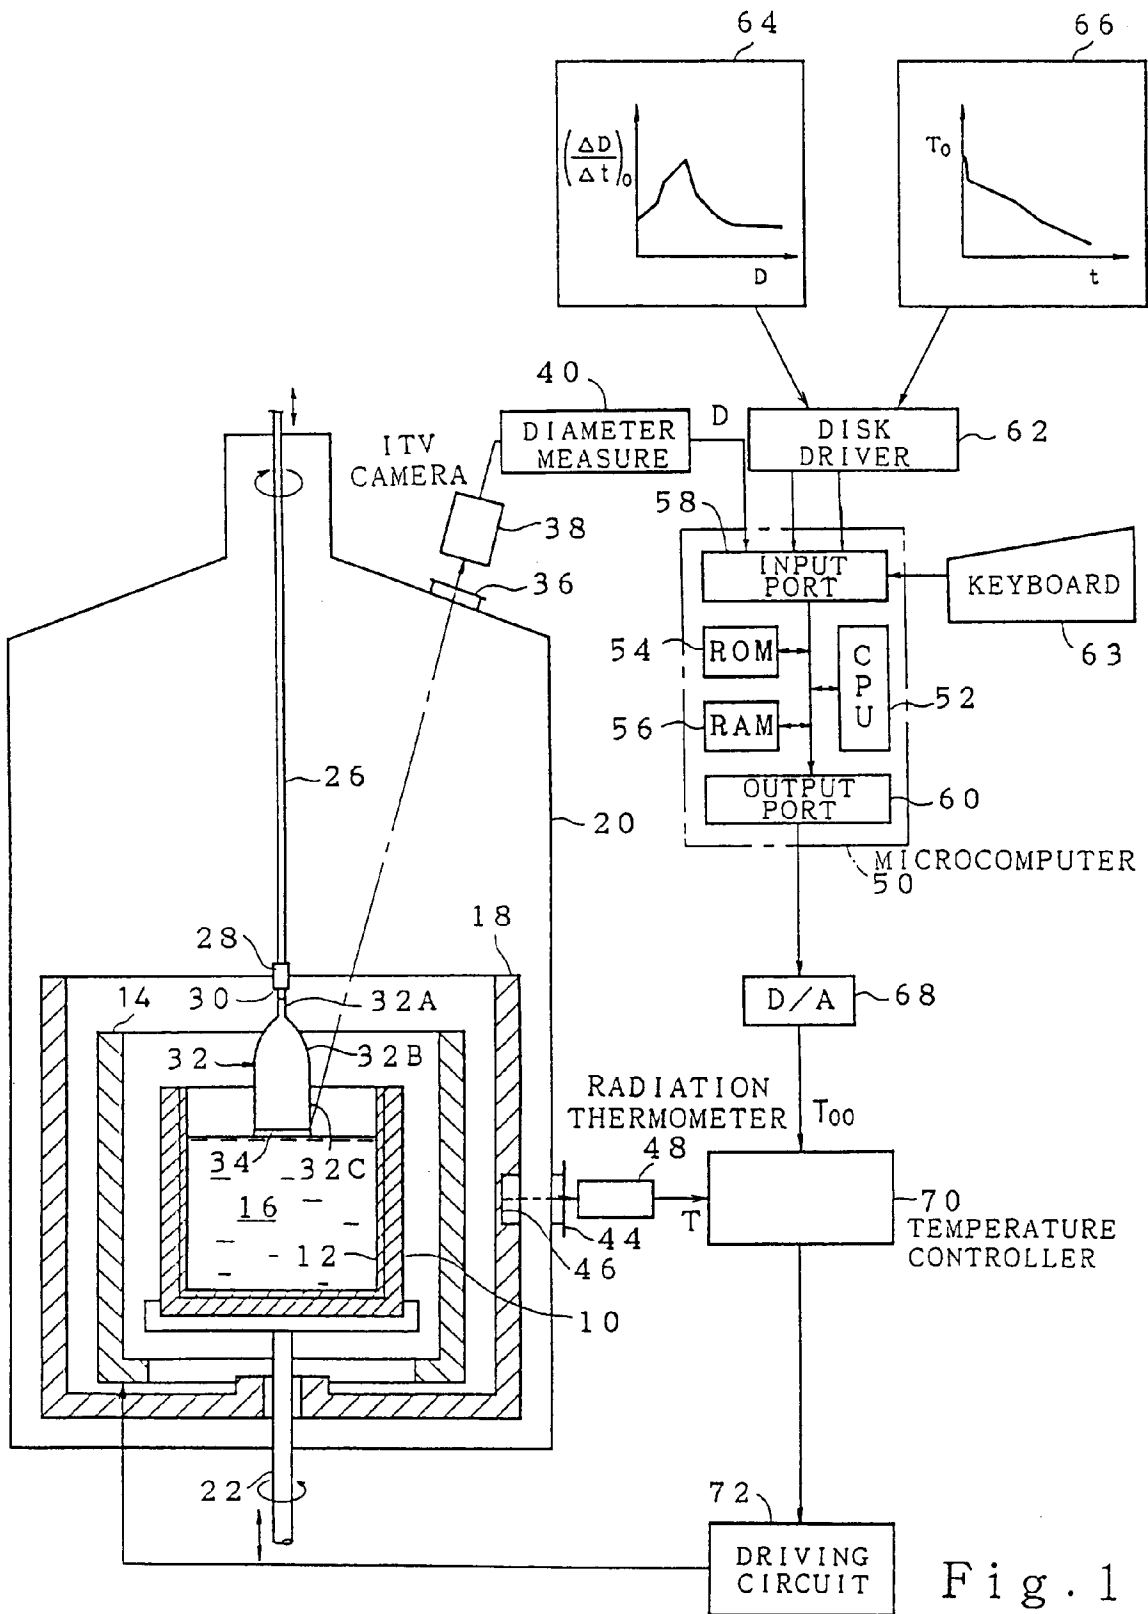 64
66
(ΔD/Δt)₀
D
T₀
t
40
DIAMETER
MEASURE
D
DISK
DRIVER
62
ITV
CAMERA
38
36
58
INPUT
PORT
KEYBOARD
63
54
ROM
CPU
52
56
RAM
OUTPUT
PORT
60
MICROCOMPUTER
50
26
20
18
28
30
32A
14
32
32B
34
32C
16
12
10
D/A
68
T₀₀
RADIATION
THERMOMETER
48
T
44
46
70
TEMPERATURE
CONTROLLER
22
72
DRIVING
CIRCUIT
Fig. 1